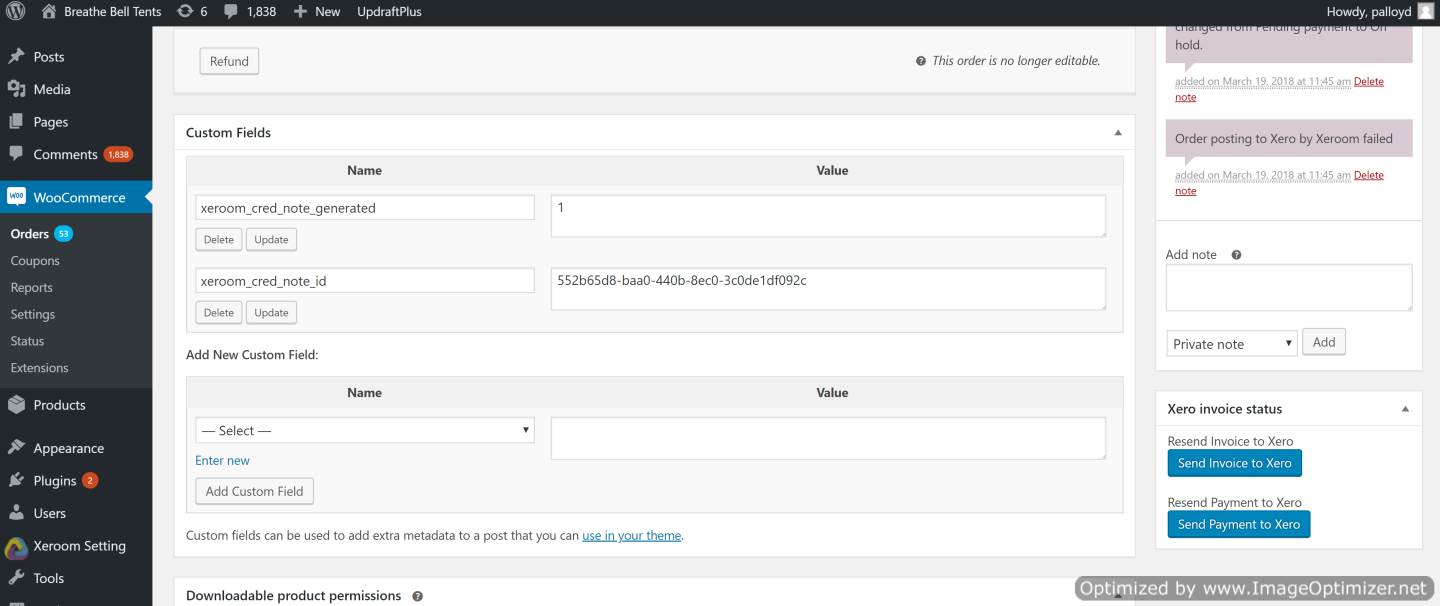 Breathe Bell Tents 6 1,838 New UpdraftPlus Howdy, palloyd
Posts
Media
Pages
Comments 1,838
WooCommerce
Orders 53
Coupons
Reports
Settings
Status
Extensions
Products
Appearance
Plugins 2
Users
Xeroom Setting
Tools
Refund
This order is no longer editable.
Custom Fields
Name Value
xeroom_cred_note_generated 1
Delete Update
xeroom_cred_note_id 552b65d8-baa0-440b-8ec0-3c0de1df092c
Delete Update
Add New Custom Field:
Name Value
— Select —
Enter new
Add Custom Field
Custom fields can be used to add extra metadata to a post that you can use in your theme.
Downloadable product permissions
changed from Pending payment to On
hold.
added on March 19, 2018 at 11:45 am Delete
note
Order posting to Xero by Xeroom failed
added on March 19, 2018 at 11:45 am Delete
note
Add note
Private note Add
Xero invoice status
Resend Invoice to Xero
Send Invoice to Xero
Resend Payment to Xero
Send Payment to Xero
Optimized by www.ImageOptimizer.net